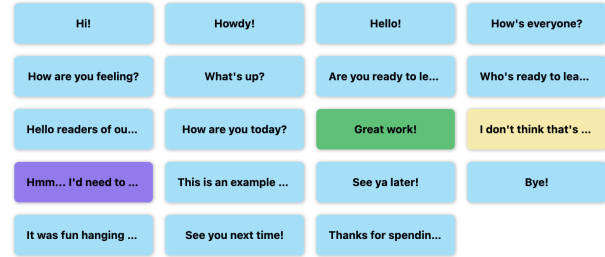 Hi!
Howdy!
Hello!
How's everyone?
How are you feeling?
What's up?
Are you ready to le...
Who's ready to lea...
Hello readers of ou...
How are you today?
Great work!
I don't think that's ...
Hmm... I'd need to ...
This is an example ...
See ya later!
Bye!
It was fun hanging ...
See you next time!
Thanks for spendin...